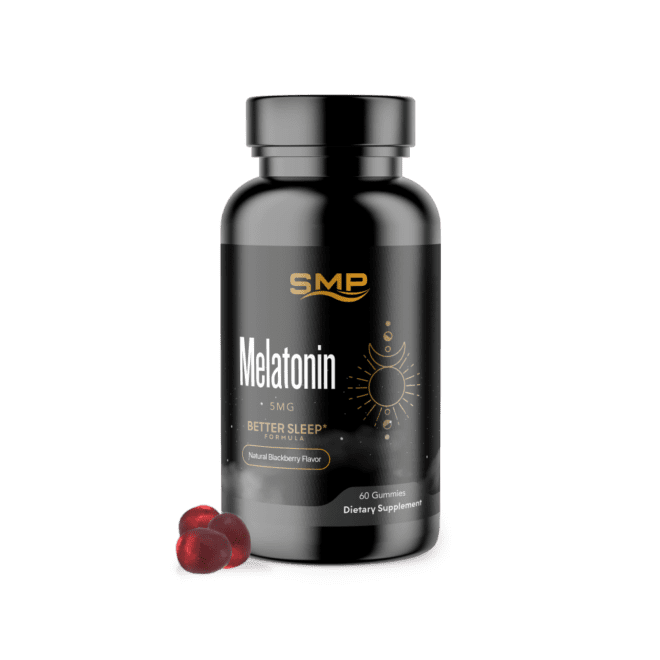 SMP
Melatonin
5MG
BETTER SLEEP*
FORMULA
Natural Blackberry Flavor
60 Gummies
Dietary Supplement